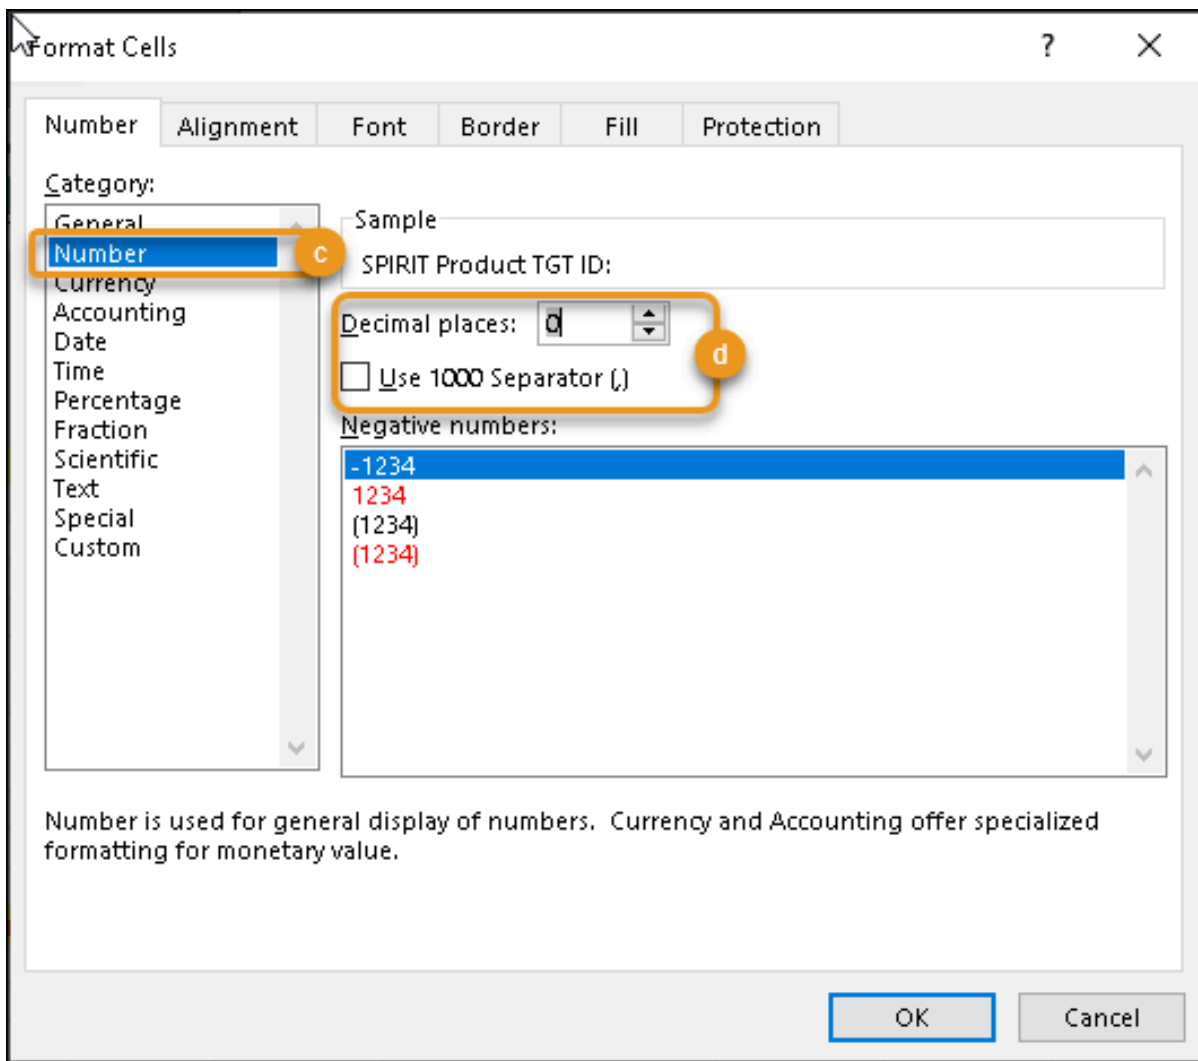 Format Cells
?
Number
Alignment
Font
Border
Fill
Protection
Category:
General
Number
c
Currency
Accounting
Date
Time
Percentage
Fraction
Scientific
Text
Special
Custom
Sample
SPIRIT Product TGT ID:
Decimal places: 0
d
Use 1000 Separator (,)
Negative numbers:
-1234
1234
(1234)
(1234)
Number is used for general display of numbers.  Currency and Accounting offer specialized
formatting for monetary value.
OK
Cancel